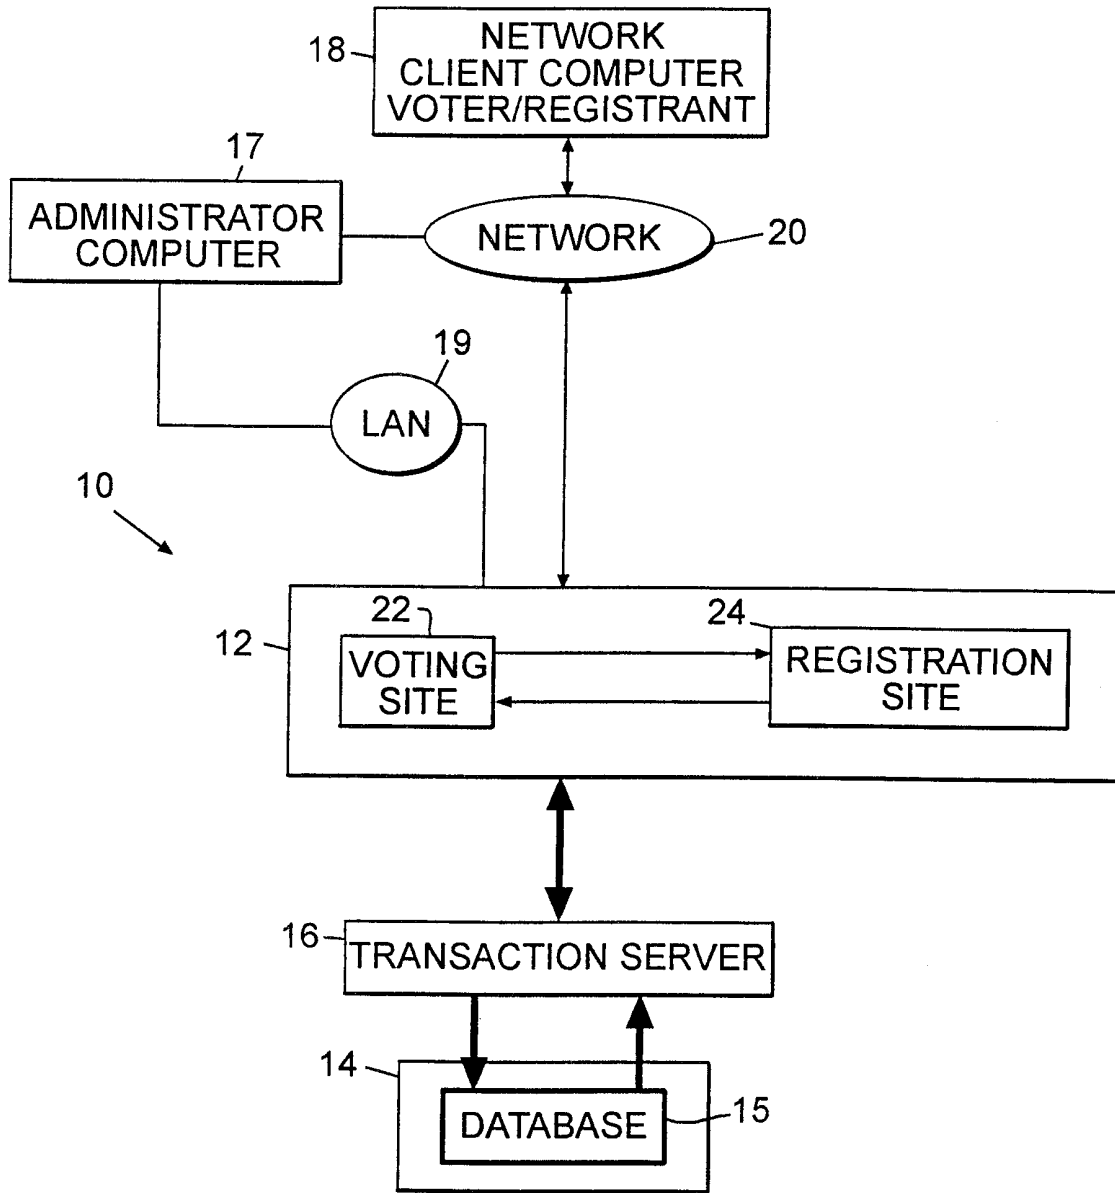 18
NETWORK
CLIENT COMPUTER
VOTER/REGISTRANT
17
ADMINISTRATOR
COMPUTER
NETWORK
20
19
LAN
10
12
22
VOTING
SITE
24
REGISTRATION
SITE
16
TRANSACTION SERVER
14
DATABASE
15